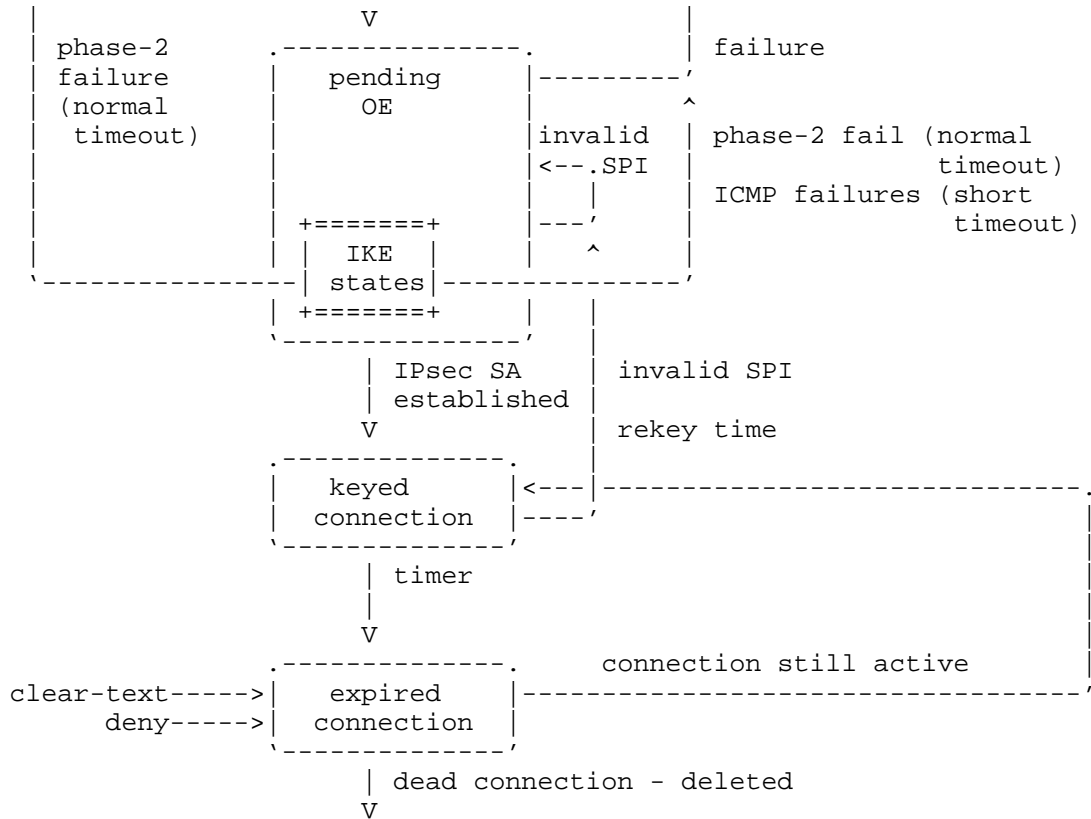 V
phase-2 failure
failure pending
(normal OE
timeout) invalid phase-2 fail (normal
<--.SPI timeout)
ICMP failures (short
timeout)
IKE
states
IPsec SA invalid SPI
established
V rekey time
keyed
connection
timer
V
connection still active
clear-text----->| expired
deny----->| connection
dead connection - deleted
V